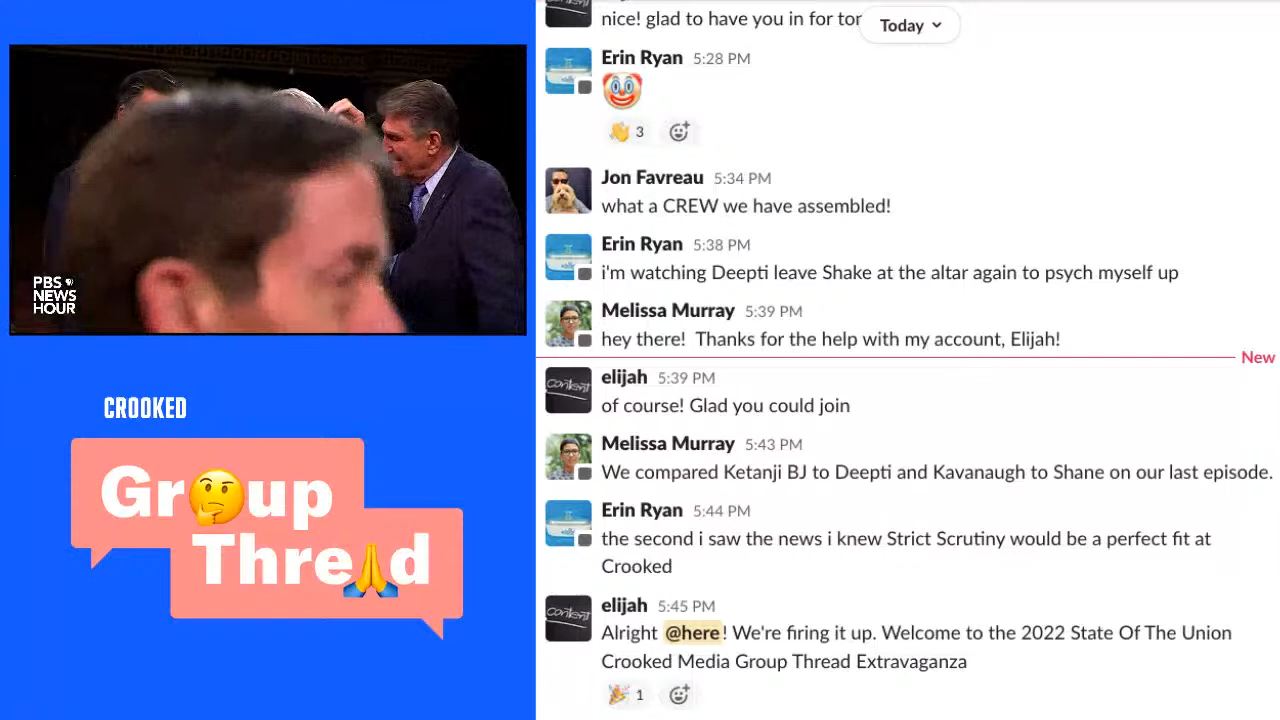 PBS
NEWS
HOUR
CROOKED
Gr🤔up
Thre🙏d
nice! glad to have you in for
Today
Erin Ryan 5:28 PM
🤡
👏 3
Jon Favreau 5:34 PM
what a CREW we have assembled!
Erin Ryan 5:38 PM
i'm watching Deepti leave Shake at the altar again to psych myself up
Melissa Murray 5:39 PM
hey there! Thanks for the help with my account, Elijah!
New
elijah 5:39 PM
of course! Glad you could join
Melissa Murray 5:43 PM
We compared Ketanji BJ to Deepti and Kavanaugh to Shane on our last episode.
Erin Ryan 5:44 PM
the second i saw the news i knew Strict Scrutiny would be a perfect fit at
Crooked
elijah 5:45 PM
Alright @here! We're firing it up. Welcome to the 2022 State Of The Union
Crooked Media Group Thread Extravaganza
🎉 1